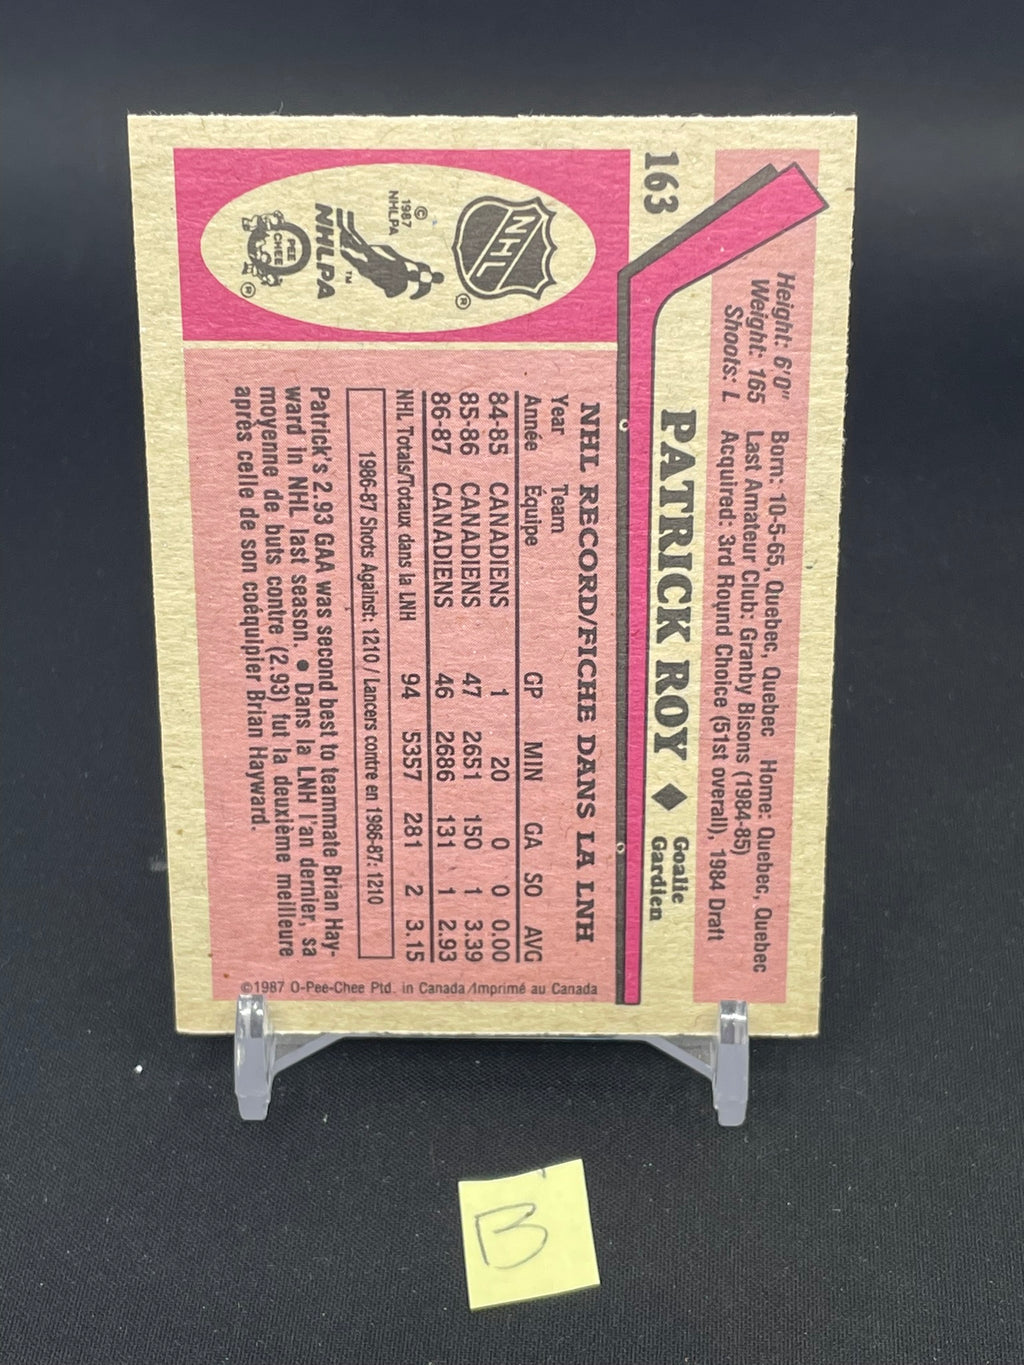 163
Height: 6'0" Born: 10-5-65, Quebec, Quebec Home: Quebec, Quebec
Weight: 165 Last Amateur Club: Granby Bisons (1984-85)
Shoots: L Acquired: 3rd Round Choice (51st overall), 1984 Draft
PATRICK ROY ◆ Goalie
Gardien
NHL
®
© 1987 NHLPA
NHLPA
™
O
PEE
CHEE
®
NHL RECORD/FICHE DANS LA LNH
Year Team
Année Équipe GP MIN GA SO AVG
84-85 CANADIENS 1 20 0 0 0.00
85-86 CANADIENS 47 2651 150 1 3.39
86-87 CANADIENS 46 2686 131 1 2.93
NHL Totals/Totaux dans la LNH 94 5357 281 2 3.15
1986-87 Shots Against: 1210 / Lancers contre en 1986-87: 1210
Patrick's 2.93 GAA was second best to teammate Brian Hay-
ward in NHL last season. ● Dans la LNH l'an dernier, sa
moyenne de buts contre (2.93) fut la deuxième meilleure
après celle de son coéquipier Brian Hayward.
©1987 O-Pee-Chee Ptd. in Canada/Imprimé au Canada
B